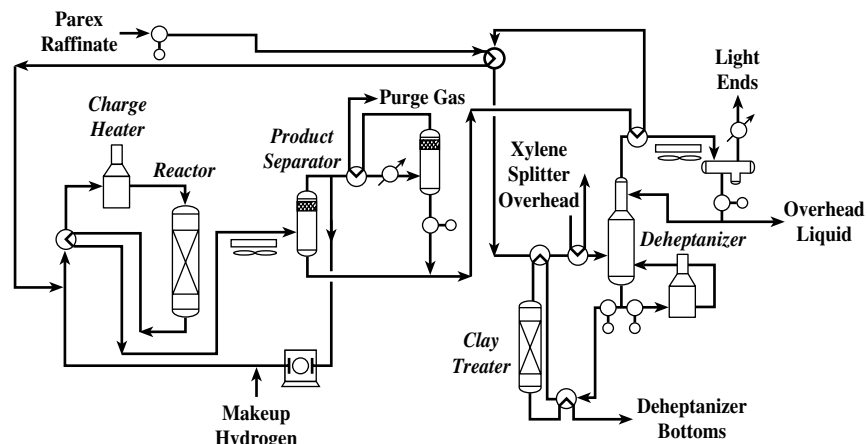 Parex
Raffinate
Light
Ends
Charge
Heater
Purge Gas
Product
Separator
Reactor
Xylene
Splitter
Overhead
Overhead
Liquid
Deheptanizer
Clay
Treater
Makeup
Hydrogen
Deheptanizer
Bottoms